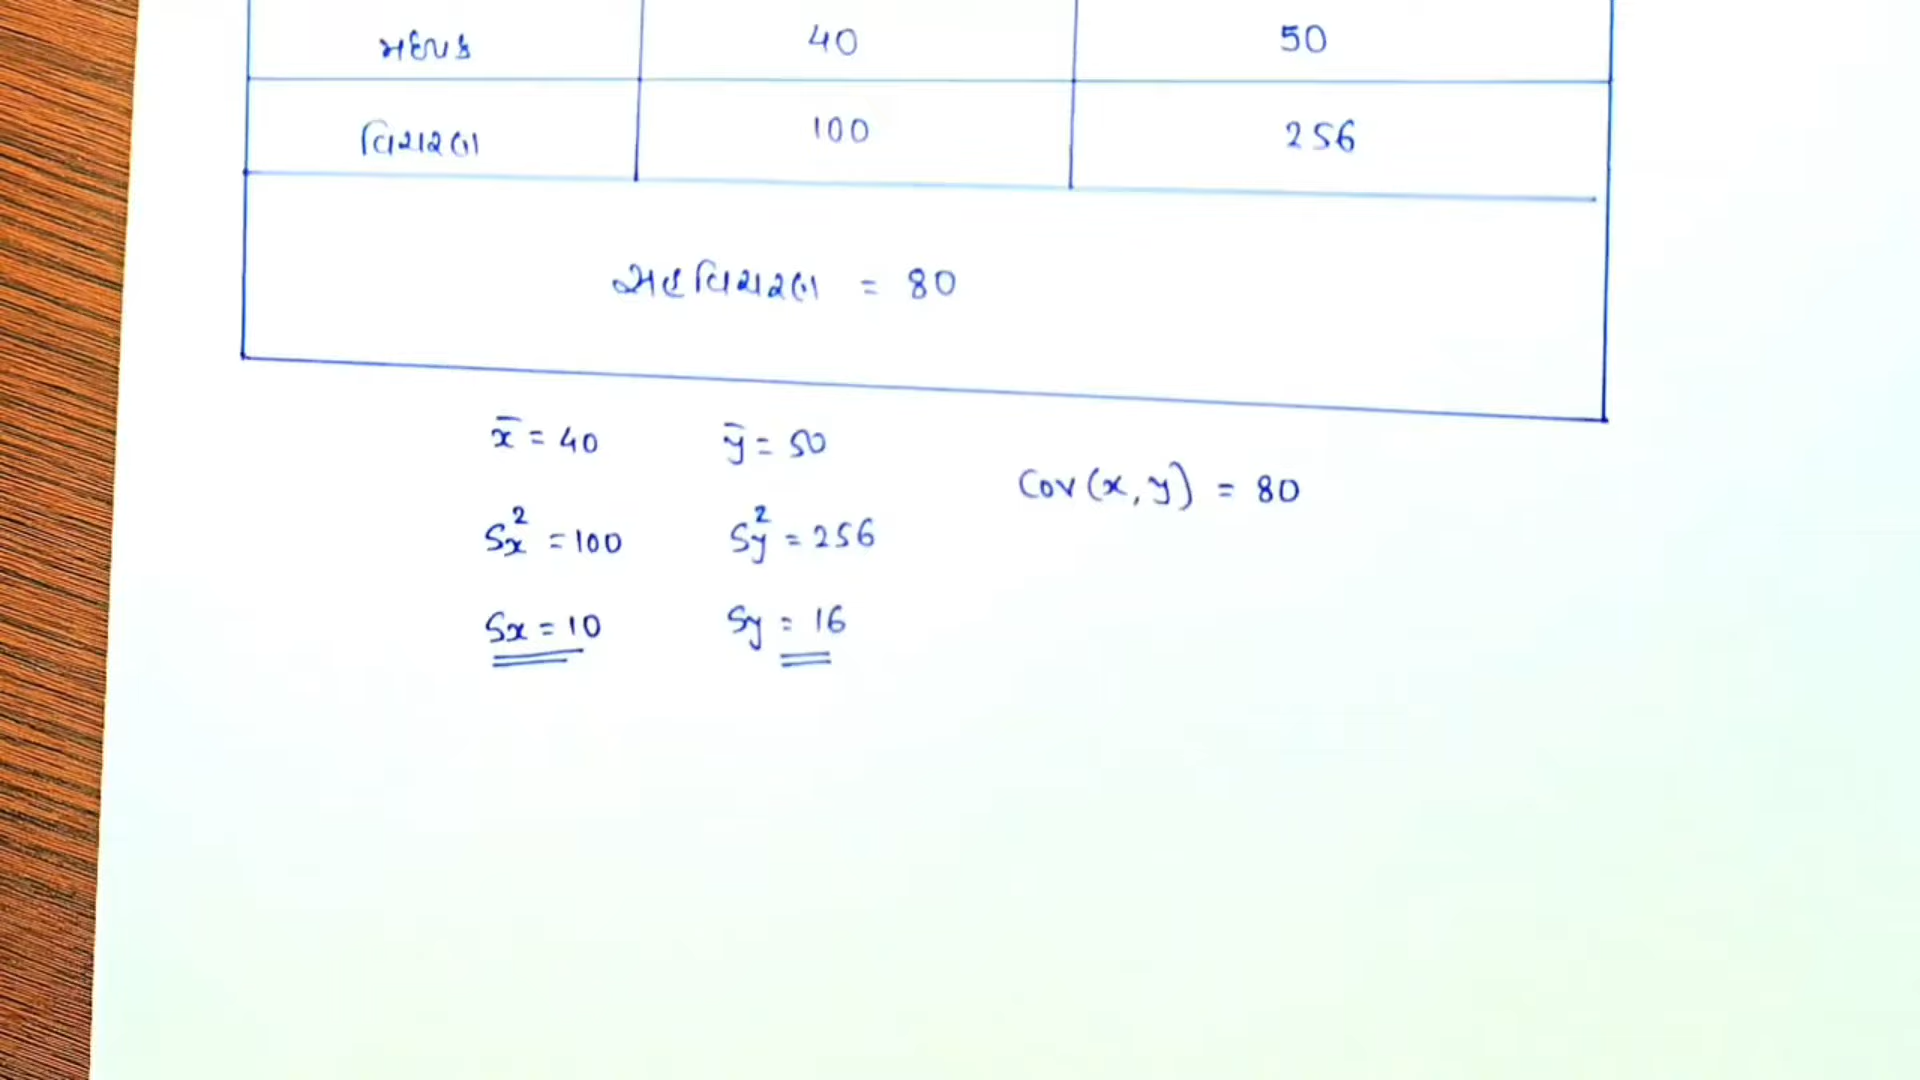 મધ્યક 40 50
વિચરણ 100 256
સહવિચરણ = 80
x̄ = 40 ȳ = 50
Cov (x, y) = 80
Sx² = 100 Sy² = 256
Sx = 10 Sy = 16